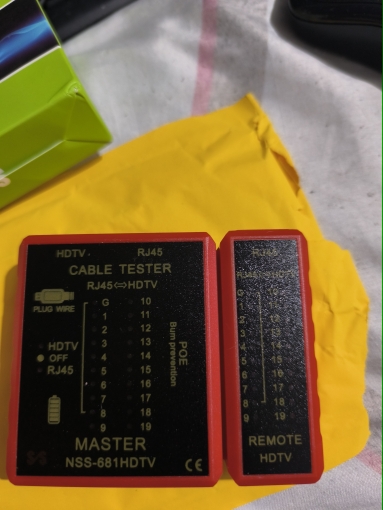 HDTV
RJ45
CABLE TESTER
RJ45⇔HDTV
PLUG WIRE
G 10
1 11
2 12
3 13
4 14
5 15
6 16
7 17
8 18
9 19
HDTV
OFF
RJ45
POE
Bum prevention
MASTER
NSS-681HDTV
CE
RJ45
RJ45⇔HDTV
G 10
1 11
2 12
3 13
4 14
5 15
6 16
7 17
8 18
9 19
REMOTE
HDTV